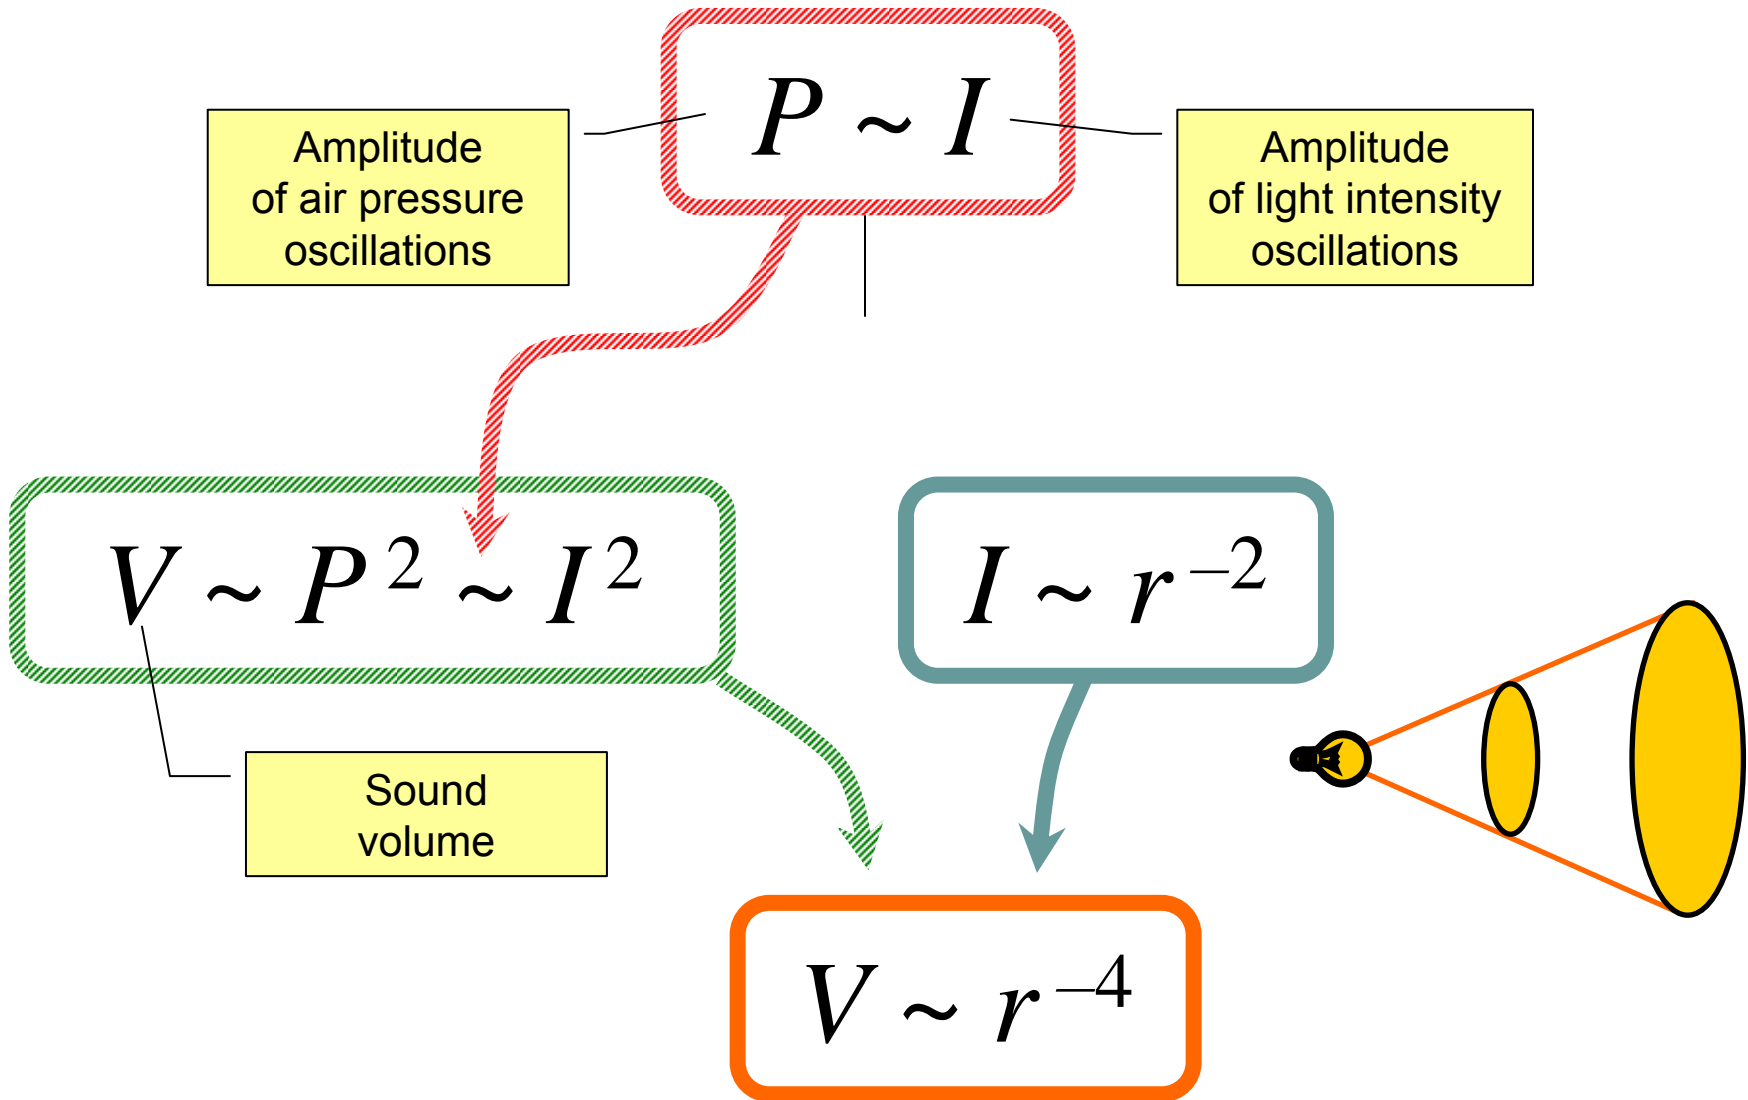 P ~ I
Amplitude
of air pressure
oscillations
Amplitude
of light intensity
oscillations
V ~ P² ~ I²
I ~ r⁻²
Sound
volume
V ~ r⁻⁴